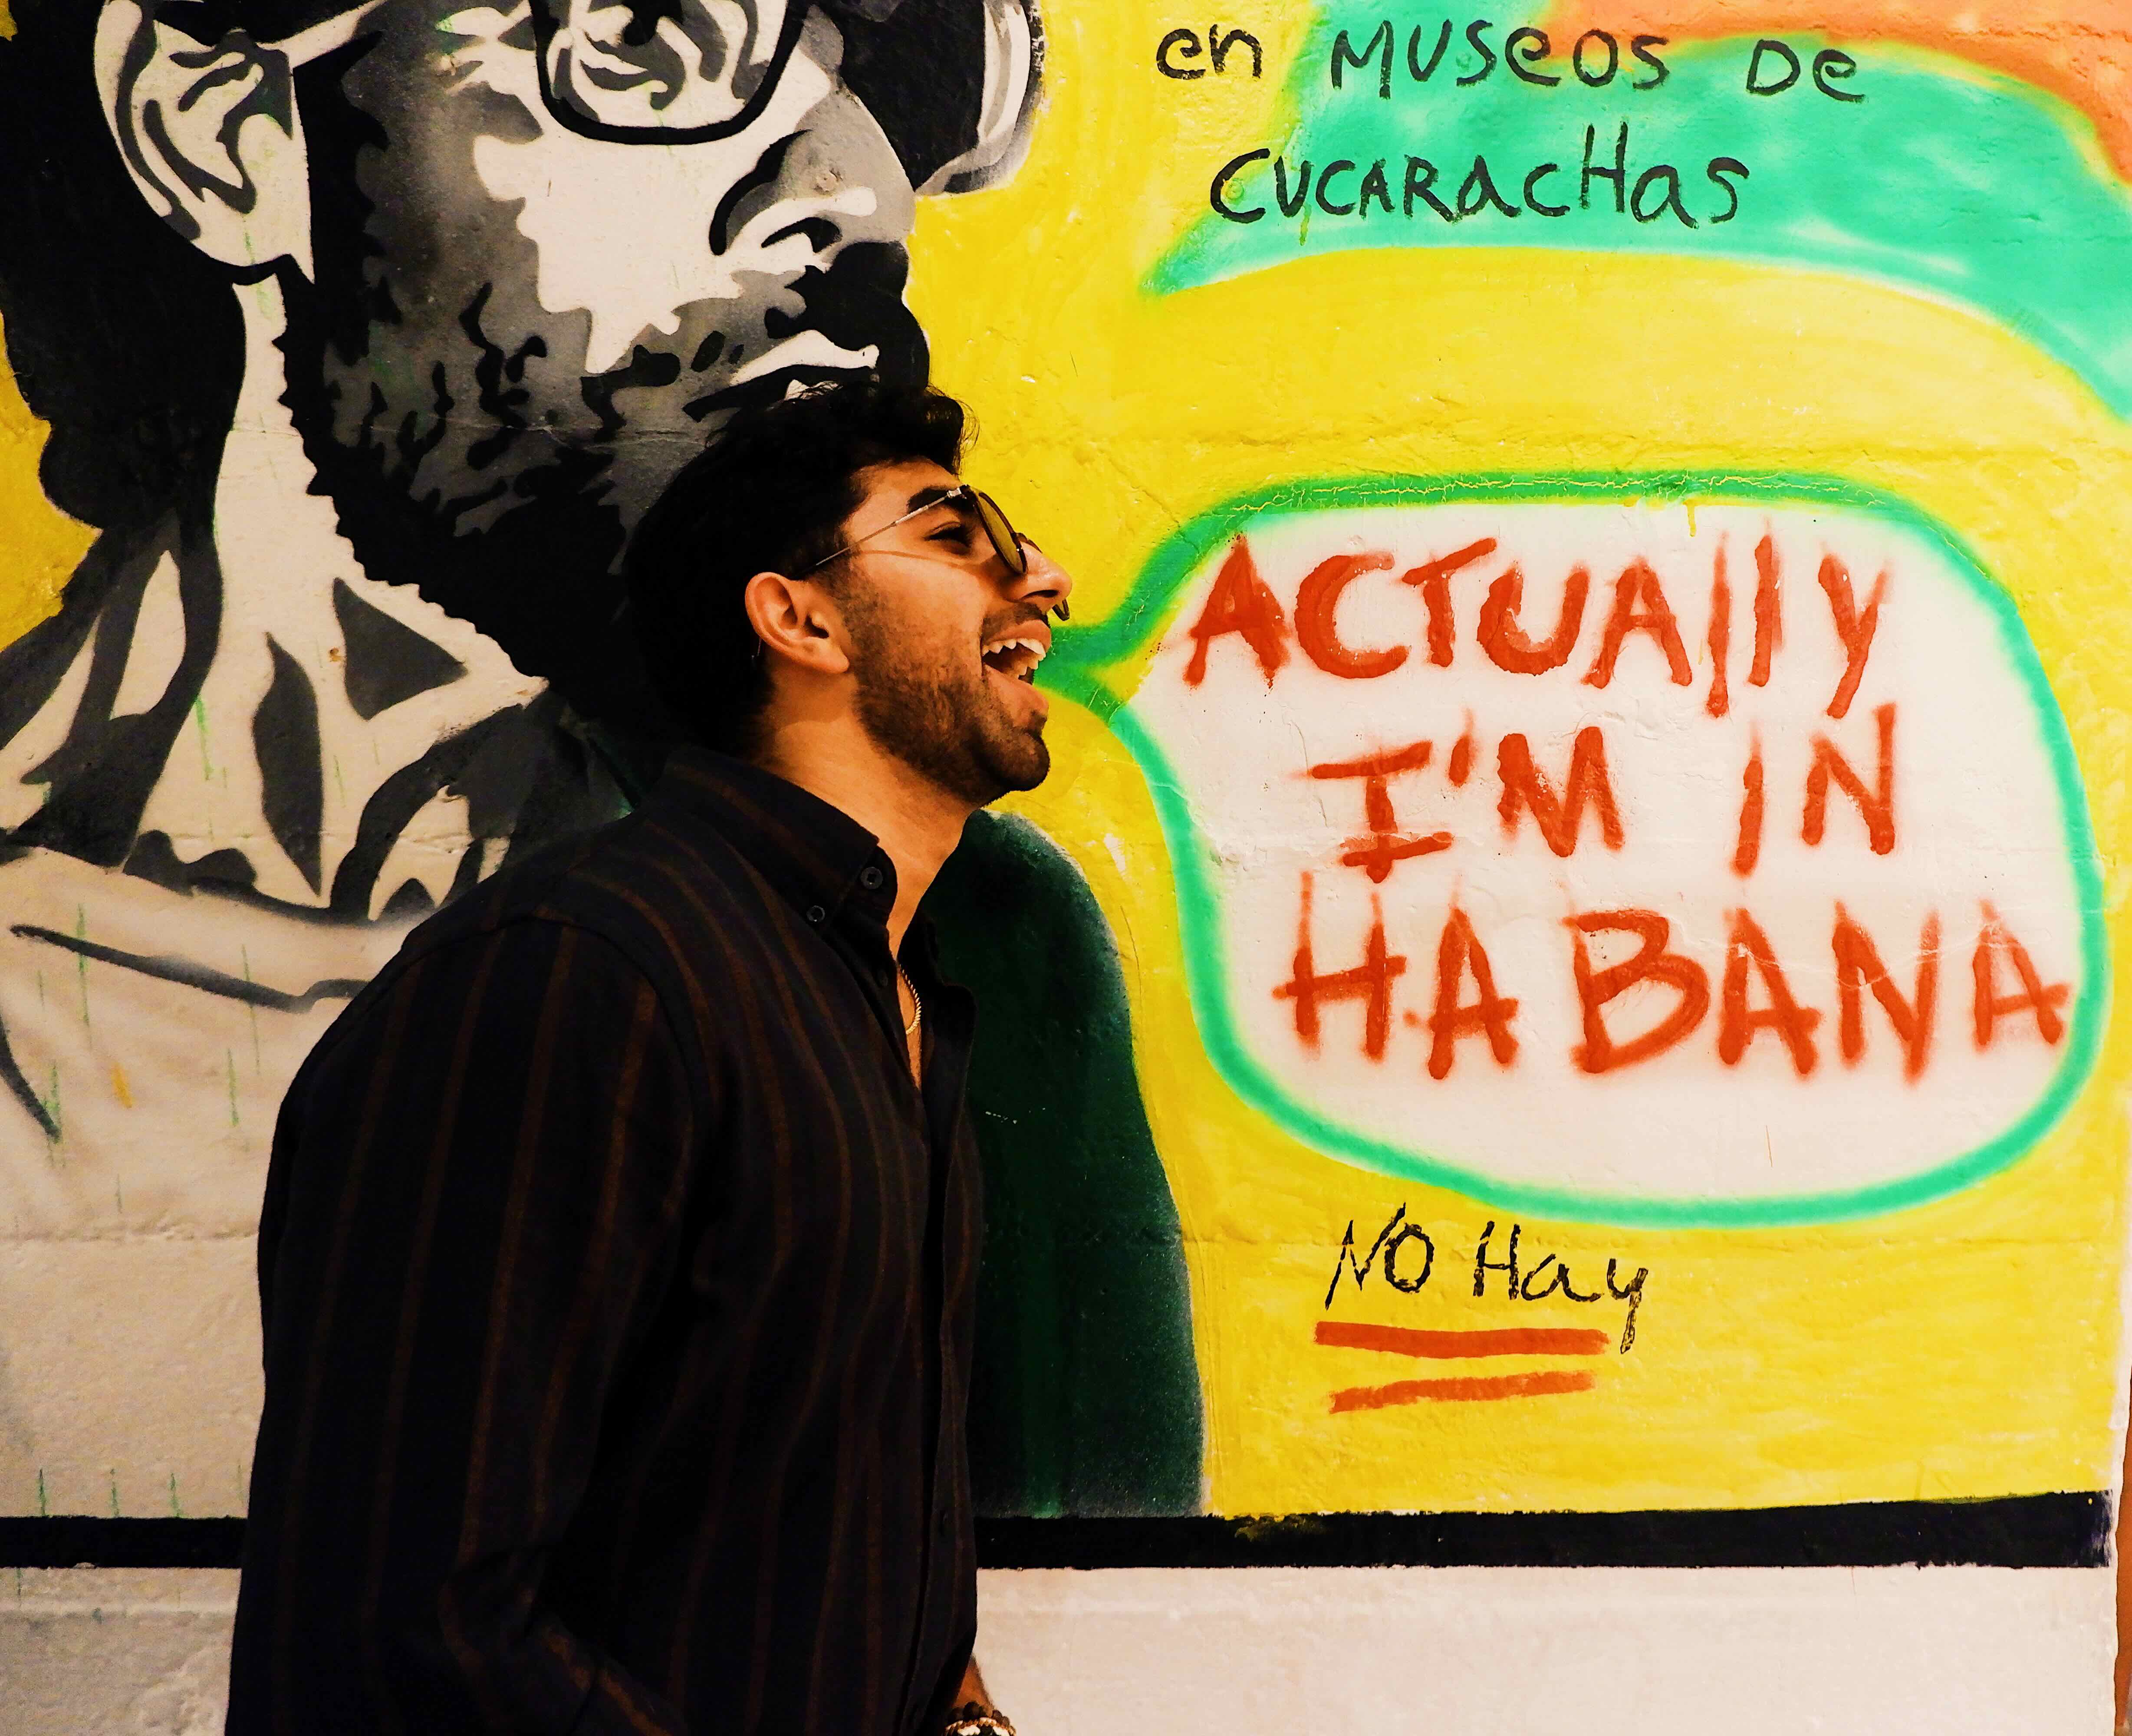 en MUSeOS De
CUCARacHas
ACTUAllY
I'M IN
HABANA
NO Hay